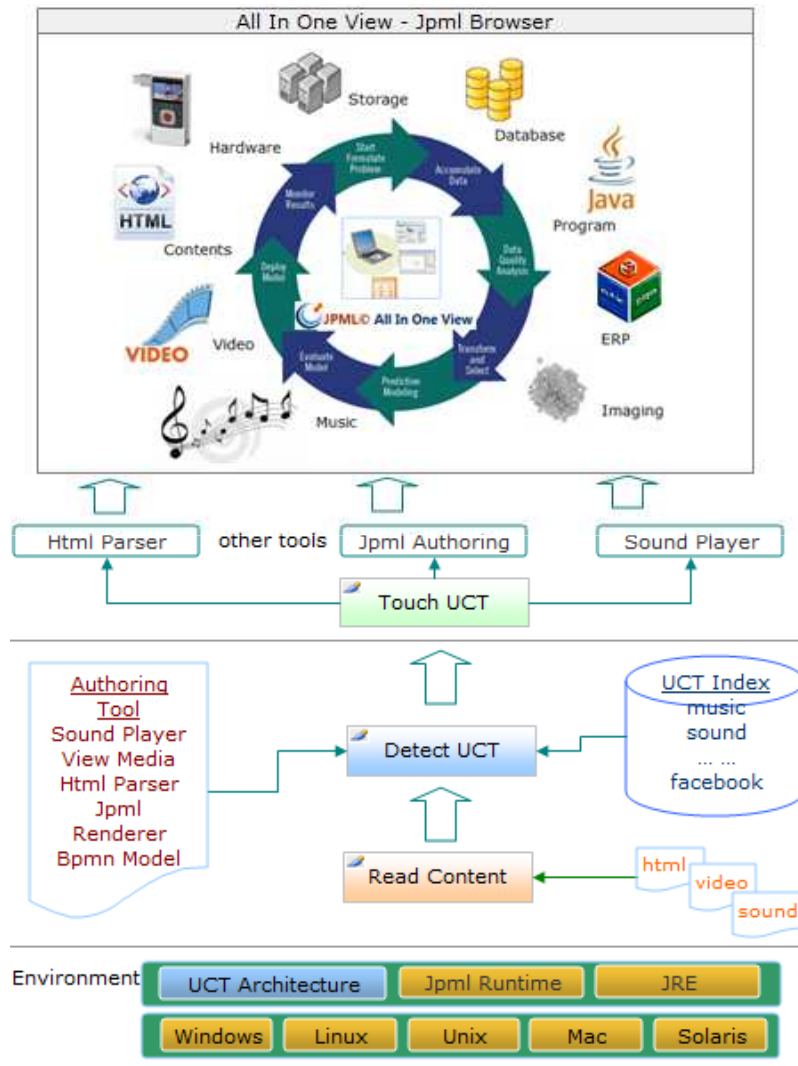 All In One View - Jpml Browser
Storage
Database
Hardware
Start
Formulate
Problem
Accumulate
Data
Monitor
Results
Java
HTML
Program
Contents
Data
Quality
Analysis
Deploy
Model
JPML© All In One View
ERP
VIDEO
Video
Evaluate
Model
Transform
and
Select
Predictive
Modeling
Music
Imaging
Html Parser
other tools
Jpml Authoring
Sound Player
Touch UCT
Authoring
Tool
Sound Player
View Media
Html Parser
Jpml
Renderer
Bpmn Model
UCT Index
music
sound
... ...
facebook
Detect UCT
Read Content
html
video
sound
Environment
UCT Architecture
Jpml Runtime
JRE
Windows
Linux
Unix
Mac
Solaris